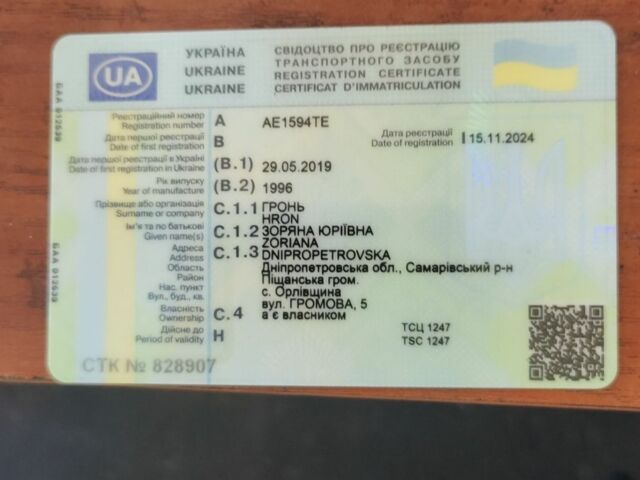 UA
УКРАЇНА
UKRAINE
UKRAINE
СВІДОЦТВО ПРО РЕЄСТРАЦІЮ
ТРАНСПОРТНОГО ЗАСОБУ
REGISTRATION CERTIFICATE
CERTIFICAT D'IMMATRICULATION
Реєстраційний номер A AE1594TE
Registration number
Дата реєстрації I 15.11.2024
Date of registration
Дата першої реєстрації B
Date of first registration
Дата першої реєстрації в Україні (B.1) 29.05.2019
Date of first registration in Ukraine
Рік випуску (B.2) 1996
Year of manufacture
Прізвище або організація C.1.1 ГРОНЬ
Surname or company HRON
Ім'я та по батькові C.1.2 ЗОРЯНА ЮРІЇВНА
Given name(s) ZORIANA
Адреса C.1.3 DNIPROPETROVSKA
Address
Область Дніпропетровська обл., Самарівський р-н
Район Піщанська гром.
Нас. пункт с. Орлівщина
Вул., буд., кв. вул. ГРОМОВА, 5
Власність C.4 а є власником
Ownership
Дійсне до H
Period of validity
ТСЦ 1247
TSC 1247
СТК № 828907
БАА 912639
БАА 912639